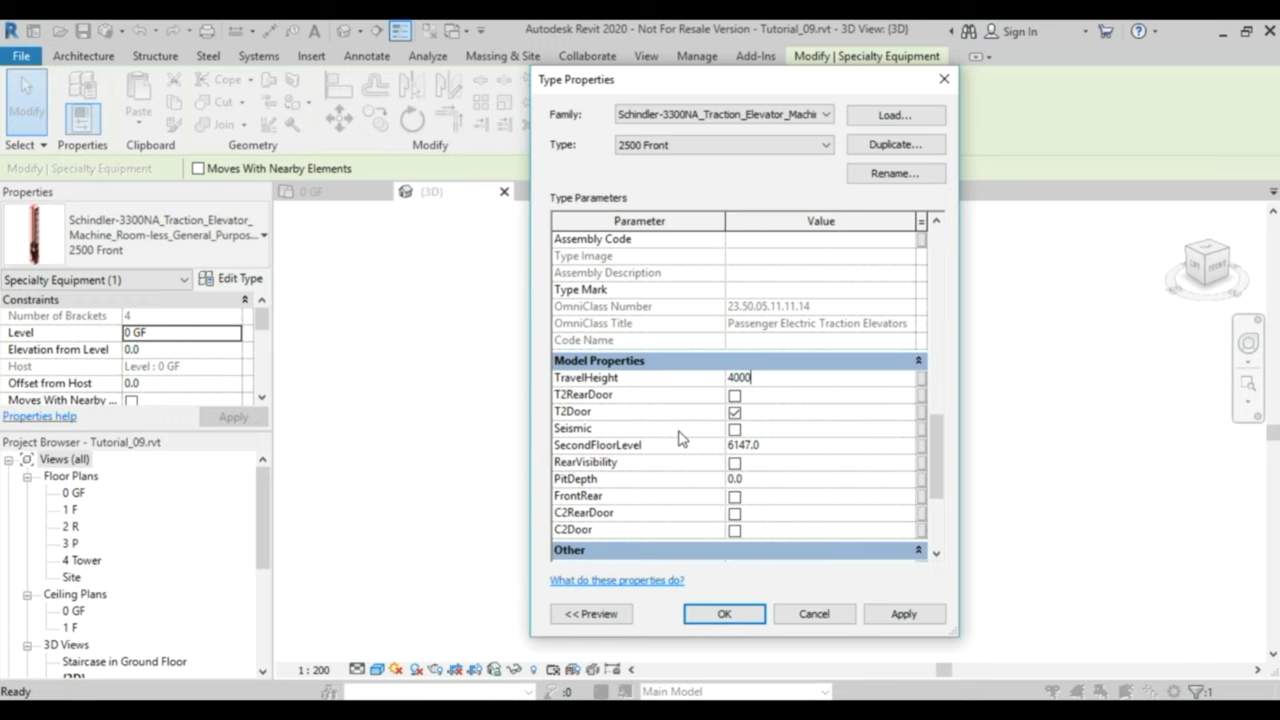 Autodesk Revit 2020 - Not For Resale Version - Tutorial_09.rvt - 3D View: {3D}
Sign In
File Architecture Structure Steel Systems Insert Annotate Analyze Massing & Site Collaborate View Manage Add-Ins Modify | Specialty Equipment
Modify
Paste
Cope
Cut
Join
Select Properties Clipboard Geometry Modify
Modify | Specialty Equipment Moves With Nearby Elements
Properties
Schindler-3300NA_Traction_Elevator_
Machine_Room-less_General_Purpos...
2500 Front
Specialty Equipment (1) Edit Type
Constraints
Number of Brackets 4
Level 0 GF
Elevation from Level 0.0
Host Level : 0 GF
Offset from Host 0.0
Moves With Nearby ...
Properties help Apply
Project Browser - Tutorial_09.rvt
Views (all)
Floor Plans
0 GF
1 F
2 R
3 P
4 Tower
Site
Ceiling Plans
0 GF
1 F
3D Views
Staircase in Ground Floor
{3D}
0 GF
{3D}
Type Properties
Family: Schindler-3300NA_Traction_Elevator_Machi Load...
Type: 2500 Front Duplicate...
Rename...
Type Parameters
Parameter Value =
Assembly Code
Type Image
Assembly Description
Type Mark
OmniClass Number 23.50.05.11.11.14
OmniClass Title Passenger Electric Traction Elevators
Code Name
Model Properties
TravelHeight 4000
T2RearDoor
T2Door
Seismic
SecondFloorLevel 6147.0
RearVisibility
PitDepth 0.0
FrontRear
C2RearDoor
C2Door
Other
What do these properties do?
<< Preview OK Cancel Apply
LEFT FRONT
1 : 200
Ready :0 Main Model :1